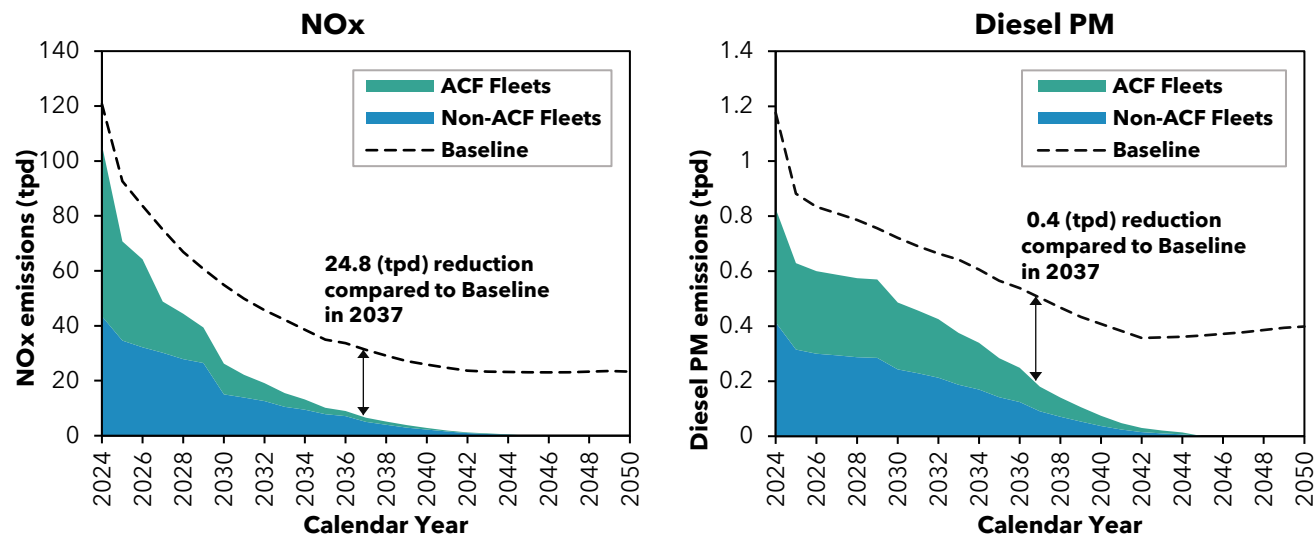 NOx
NOx emissions (tpd)
140
120
100
80
60
40
20
0
ACF Fleets
Non-ACF Fleets
Baseline
24.8 (tpd) reduction
compared to Baseline
in 2037
2024
2026
2028
2030
2032
2034
2036
2038
2040
2042
2044
2046
2048
2050
Calendar Year
Diesel PM
Diesel PM emissions (tpd)
1.4
1.2
1
0.8
0.6
0.4
0.2
0
ACF Fleets
Non-ACF Fleets
Baseline
0.4 (tpd) reduction
compared to Baseline
in 2037
2024
2026
2028
2030
2032
2034
2036
2038
2040
2042
2044
2046
2048
2050
Calendar Year